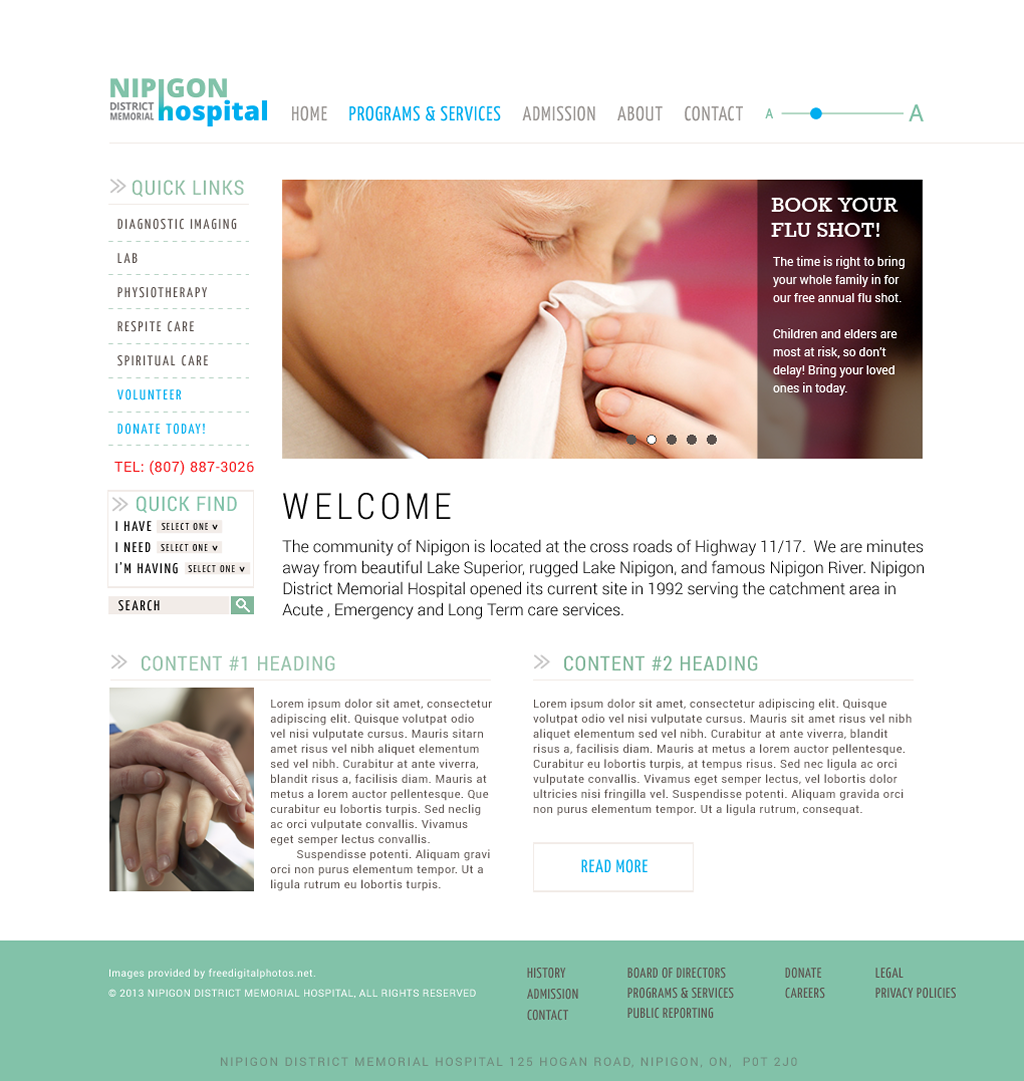 NIPIGON
DISTRICT
MEMORIAL
hospital
HOME PROGRAMS & SERVICES ADMISSION ABOUT CONTACT A A
QUICK LINKS
DIAGNOSTIC IMAGING
LAB
PHYSIOTHERAPY
RESPITE CARE
SPIRITUAL CARE
VOLUNTEER
DONATE TODAY!
TEL: (807) 887-3026
QUICK FIND
I HAVE SELECT ONE v
I NEED SELECT ONE v
I'M HAVING SELECT ONE v
SEARCH
BOOK YOUR
FLU SHOT!
The time is right to bring
your whole family in for
our free annual flu shot.
Children and elders are
most at risk, so don't
delay! Bring your loved
ones in today.
WELCOME
The community of Nipigon is located at the cross roads of Highway 11/17. We are minutes
away from beautiful Lake Superior, rugged Lake Nipigon, and famous Nipigon River. Nipigon
District Memorial Hospital opened its current site in 1992 serving the catchment area in
Acute , Emergency and Long Term care services.
CONTENT #1 HEADING
Lorem ipsum dolor sit amet, consectetur
adipiscing elit. Quisque volutpat odio
vel nisi vulputate cursus. Mauris sitarn
amet risus vel nibh aliquet elementum
sed vel nibh. Curabitur at ante viverra,
blandit risus a, facilisis diam. Mauris at
metus a lorem auctor pellentesque. Que
curabitur eu lobortis turpis. Sed neclig
ac orci vulputate convallis. Vivamus
eget semper lectus convallis.
Suspendisse potenti. Aliquam gravi
orci non purus elementum tempor. Ut a
ligula rutrum eu lobortis turpis.
CONTENT #2 HEADING
Lorem ipsum dolor sit amet, consectetur adipiscing elit. Quisque
volutpat odio vel nisi vulputate cursus. Mauris sit amet risus vel nibh
aliquet elementum sed vel nibh. Curabitur at ante viverra, blandit
risus a, facilisis diam. Mauris at metus a lorem auctor pellentesque.
Curabitur eu lobortis turpis, at tempus risus. Sed nec ligula ac orci
vulputate convallis. Vivamus eget semper lectus, vel lobortis dolor
ultricies nisi fringilla vel. Suspendisse potenti. Aliquam gravida orci
non purus elementum tempor. Ut a ligula rutrum, consequat.
READ MORE
Images provided by freedigitalphotos.net.
© 2013 NIPIGON DISTRICT MEMORIAL HOSPITAL, ALL RIGHTS RESERVED
HISTORY
ADMISSION
CONTACT
BOARD OF DIRECTORS
PROGRAMS & SERVICES
PUBLIC REPORTING
DONATE
CAREERS
LEGAL
PRIVACY POLICIES
NIPIGON DISTRICT MEMORIAL HOSPITAL 125 HOGAN ROAD, NIPIGON, ON, P0T 2J0